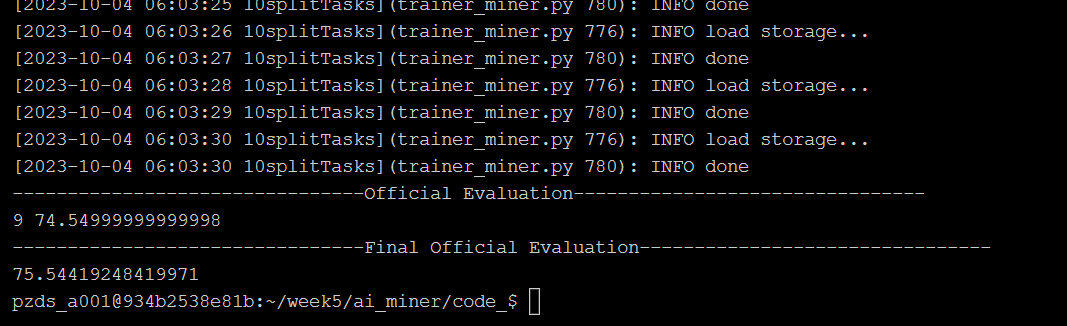 [2023-10-04 06:03:25 10splitTasks](trainer_miner.py 780): INFO done
[2023-10-04 06:03:26 10splitTasks](trainer_miner.py 776): INFO load storage...
[2023-10-04 06:03:27 10splitTasks](trainer_miner.py 780): INFO done
[2023-10-04 06:03:28 10splitTasks](trainer_miner.py 776): INFO load storage...
[2023-10-04 06:03:29 10splitTasks](trainer_miner.py 780): INFO done
[2023-10-04 06:03:30 10splitTasks](trainer_miner.py 776): INFO load storage...
[2023-10-04 06:03:30 10splitTasks](trainer_miner.py 780): INFO done
--------------------------------Official Evaluation--------------------------------
9 74.54999999999998
--------------------------------Final Official Evaluation--------------------------------
75.54419248419971
pzds_a001@934b2538e81b:~/week5/ai_miner/code_$